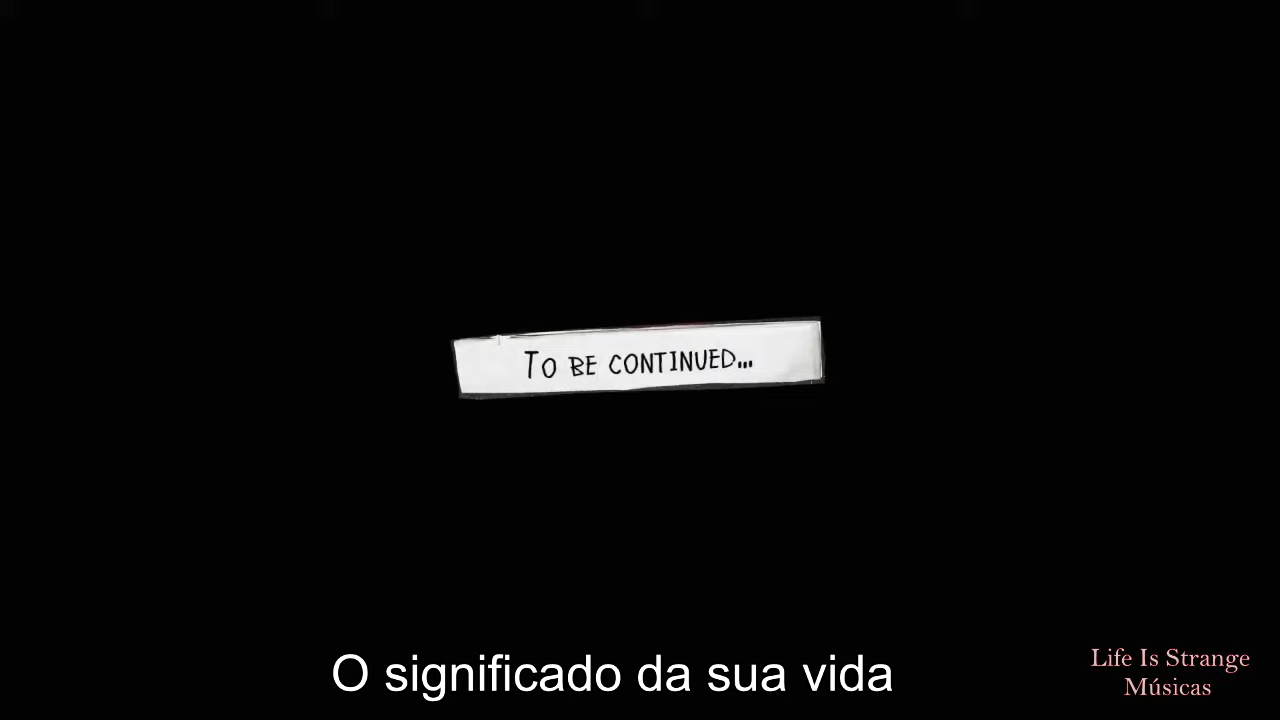 To be continued...
O significado da sua vida
Life Is Strange
Músicas